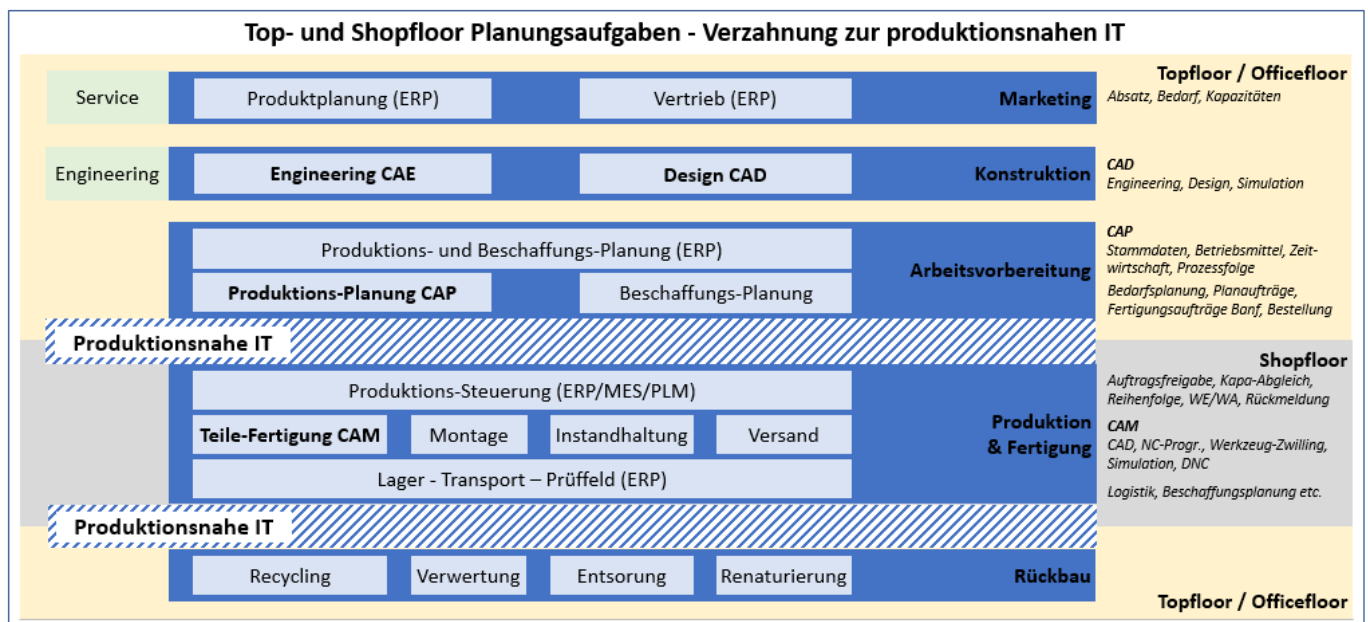 Top- und Shopfloor Planungsaufgaben - Verzahnung zur produktionsnahen IT
Topfloor / Officefloor
Service
Produktplanung (ERP)
Vertrieb (ERP)
Marketing
Absatz, Bedarf, Kapazitäten
Engineering
Engineering CAE
Design CAD
Konstruktion
CAD
Engineering, Design, Simulation
Produktions- und Beschaffungs-Planung (ERP)
Produktions-Planung CAP
Beschaffungs-Planung
Arbeitsvorbereitung
CAP
Stammdaten, Betriebsmittel, Zeit-
wirtschaft, Prozessfolge
Bedarfsplanung, Planaufträge,
Fertigungsaufträge Banf, Bestellung
Produktionsnahe IT
Shopfloor
Produktions-Steuerung (ERP/MES/PLM)
Teile-Fertigung CAM
Montage
Instandhaltung
Versand
Lager - Transport – Prüffeld (ERP)
Produktion
& Fertigung
Auftragsfreigabe, Kapa-Abgleich,
Reihenfolge, WE/WA, Rückmeldung
CAM
CAD, NC-Progr., Werkzeug-Zwilling,
Simulation, DNC
Logistik, Beschaffungsplanung etc.
Produktionsnahe IT
Recycling
Verwertung
Entsorung
Renaturierung
Rückbau
Topfloor / Officefloor